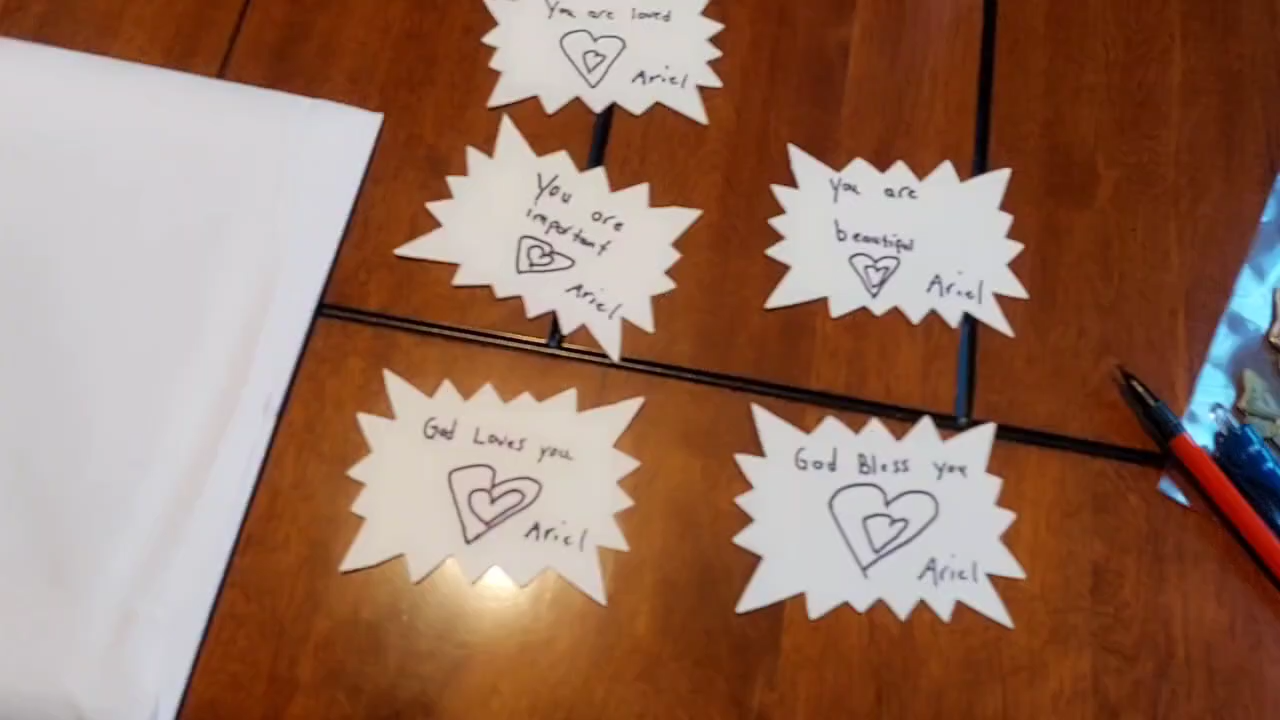 You are loved
Ariel
You are
important
Ariel
you are
beautiful
Ariel
God Loves you
Ariel
God Bless you
Ariel